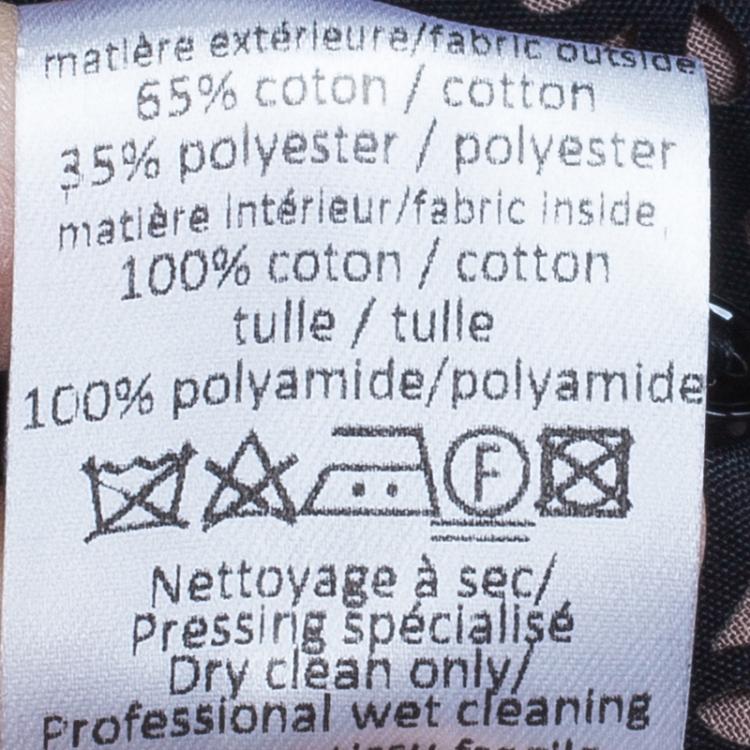 matière extérieure/fabric outside
65% coton / cotton
35% polyester / polyester
matière intérieur/fabric inside
100% coton / cotton
tulle / tulle
100% polyamide/polyamide
F
Nettoyage à sec/
Pressing spécialisé
Dry clean only/
Professional wet cleaning